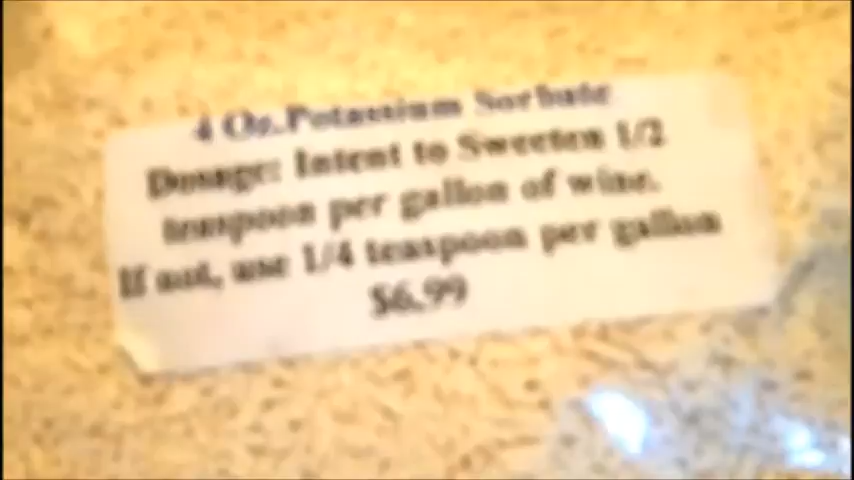 4 Oz.Potassium Sorbate
Dosage: Intent to Sweeten 1/2
teaspoon per gallon of wine.
If not, use 1/4 teaspoon per gallon
$6.99